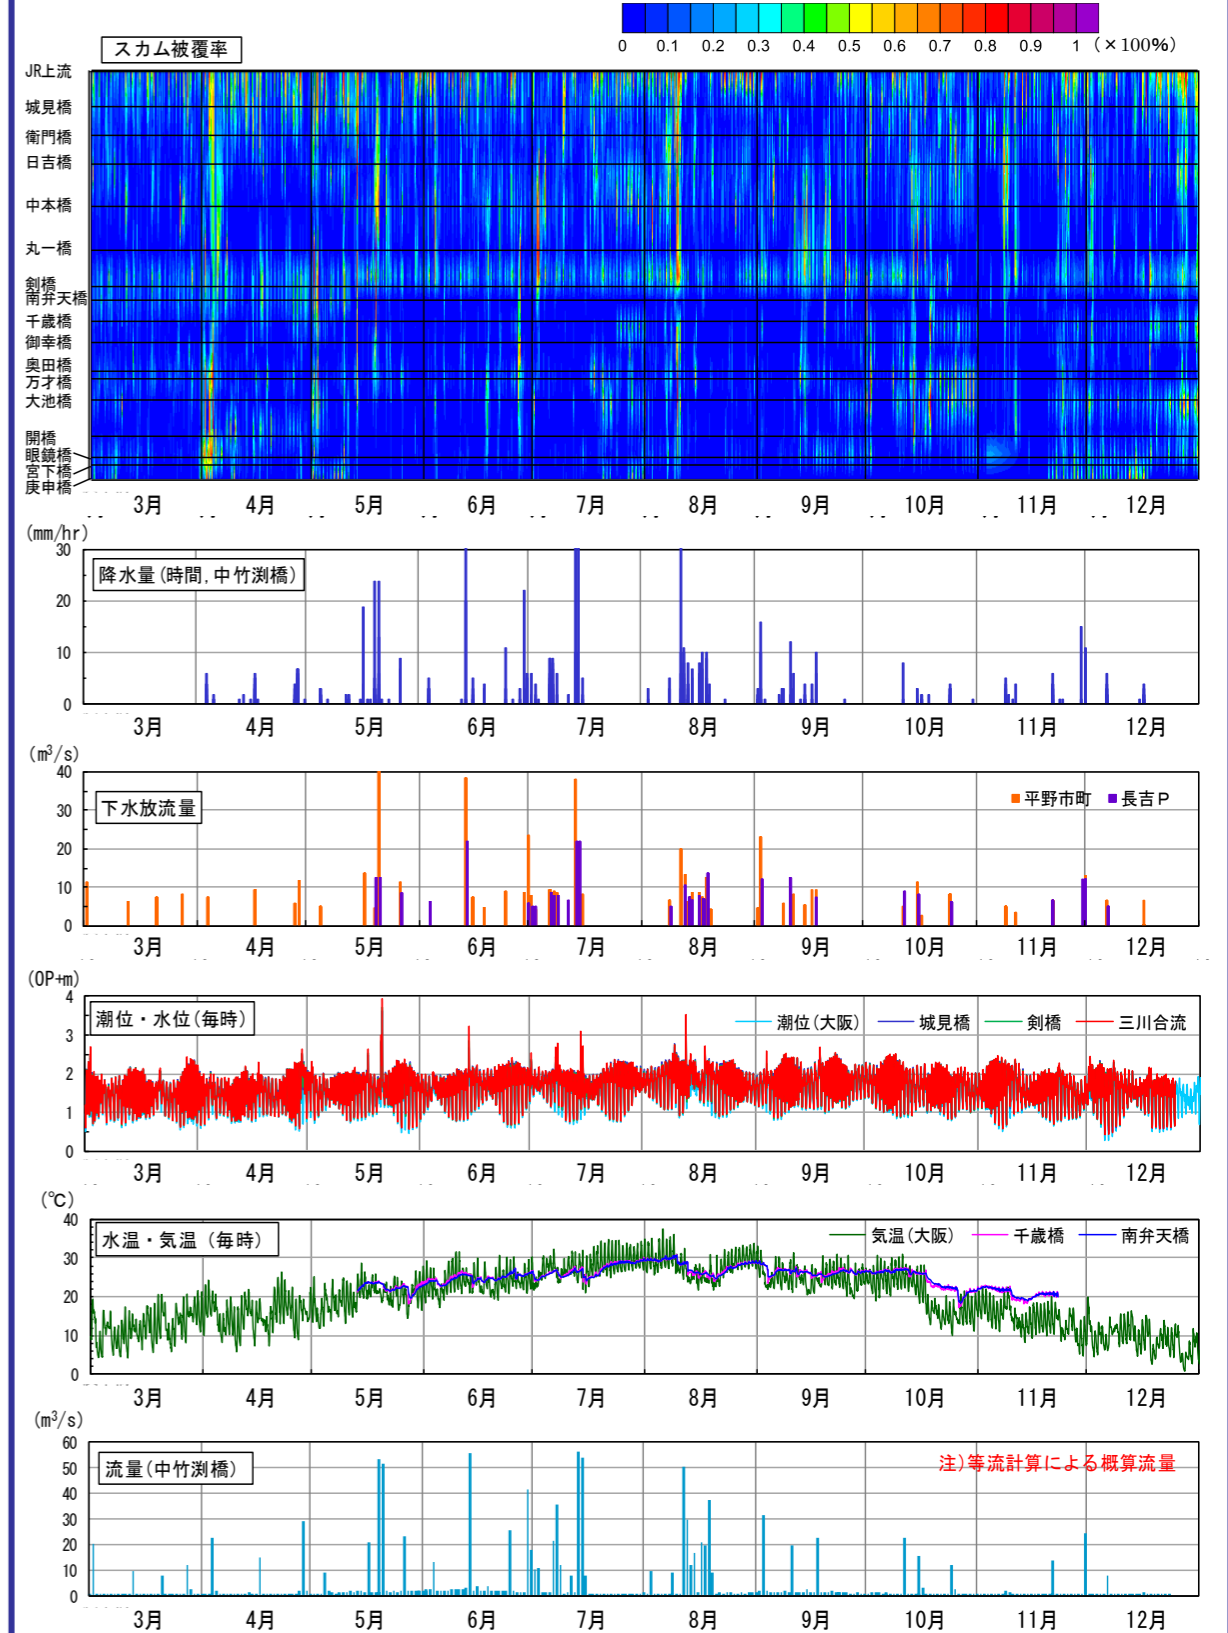 0 0.1 0.2 0.3 0.4 0.5 0.6 0.7 0.8 0.9 1 (×100%)
スカム被覆率
JR上流
城見橋
衛門橋
日吉橋
中本橋
丸一橋
剣橋
南弁天橋
千歳橋
御幸橋
奥田橋
万才橋
大池橋
開橋
眼鏡橋
宮下橋
庚申橋
3月 4月 5月 6月 7月 8月 9月 10月 11月 12月
(mm/hr)
降水量(時間,中竹渕橋)
30
20
10
0
3月 4月 5月 6月 7月 8月 9月 10月 11月 12月
(m³/s)
下水放流量
平野市町 長吉P
40
30
20
10
0
3月 4月 5月 6月 7月 8月 9月 10月 11月 12月
(OP+m)
潮位・水位(毎時)
潮位(大阪) 城見橋 剣橋 三川合流
4
3
2
1
0
3月 4月 5月 6月 7月 8月 9月 10月 11月 12月
(℃)
水温・気温(毎時)
気温(大阪) 千歳橋 南弁天橋
40
30
20
10
0
3月 4月 5月 6月 7月 8月 9月 10月 11月 12月
(m³/s)
流量(中竹渕橋)
注)等流計算による概算流量
60
50
40
30
20
10
0
3月 4月 5月 6月 7月 8月 9月 10月 11月 12月